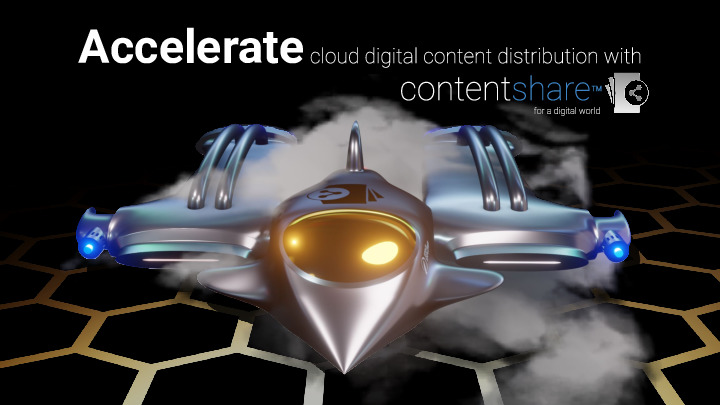 Accelerate cloud digital content distribution with
contentshare™
for a digital world